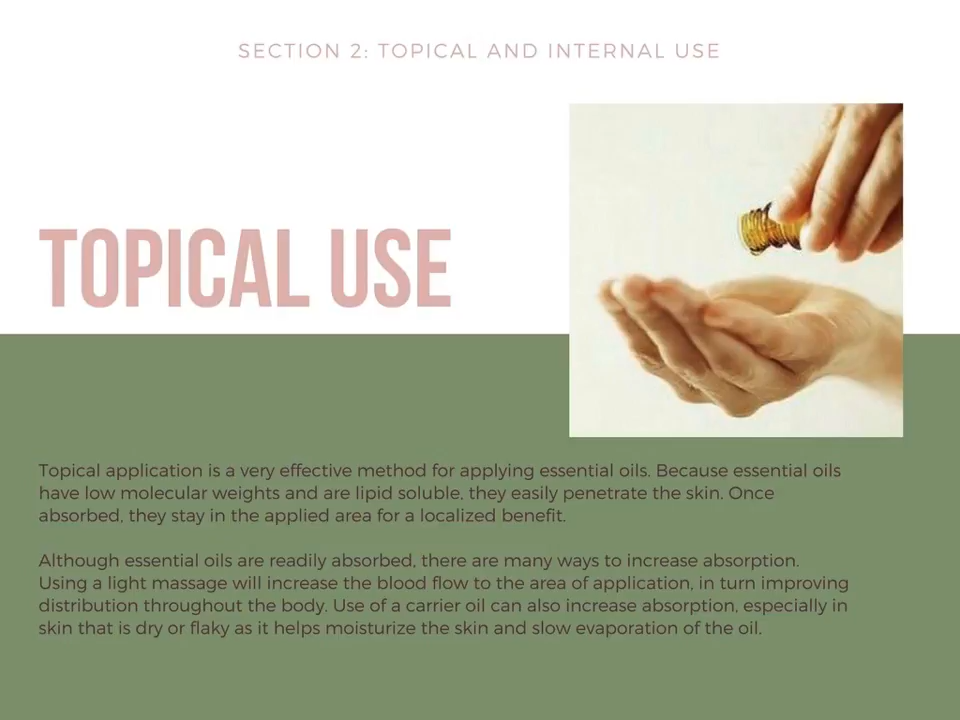 SECTION 2: TOPICAL AND INTERNAL USE
TOPICAL USE
Topical application is a very effective method for applying essential oils. Because essential oils
have low molecular weights and are lipid soluble, they easily penetrate the skin. Once
absorbed, they stay in the applied area for a localized benefit.
Although essential oils are readily absorbed, there are many ways to increase absorption.
Using a light massage will increase the blood flow to the area of application, in turn improving
distribution throughout the body. Use of a carrier oil can also increase absorption, especially in
skin that is dry or flaky as it helps moisturize the skin and slow evaporation of the oil.